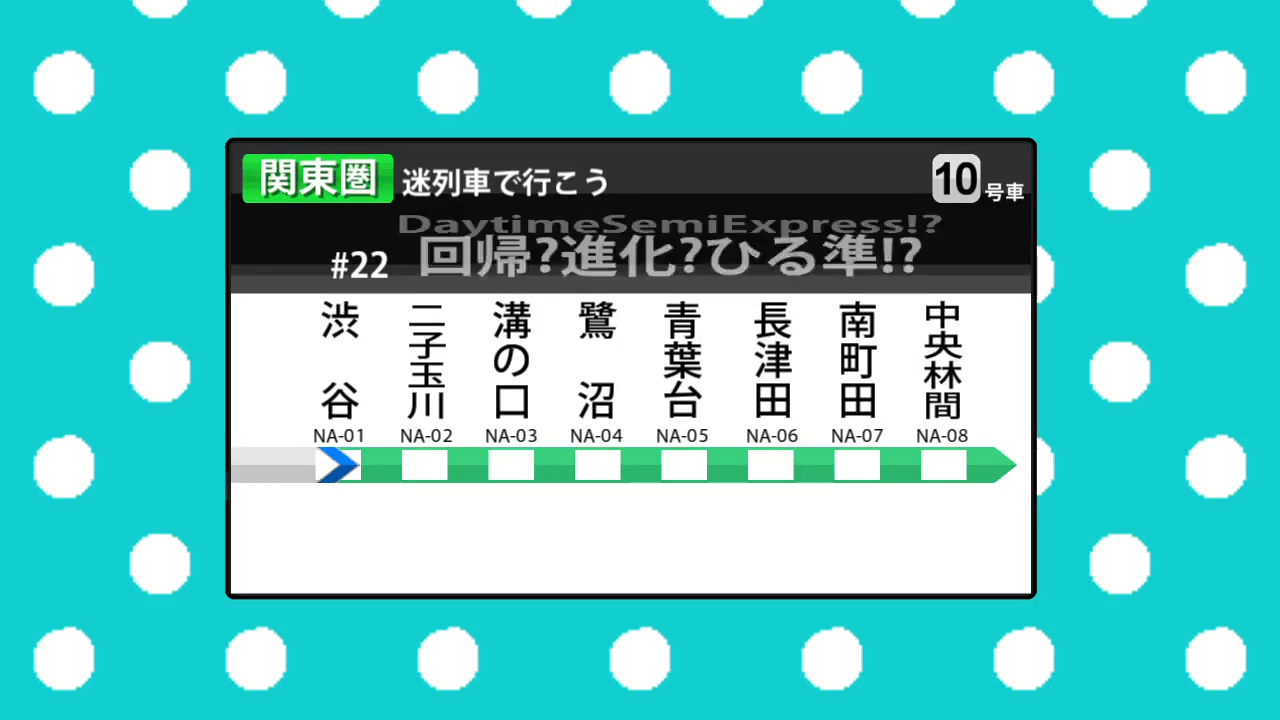 関東圏 迷列車で行こう 10号車
DaytimeSemiExpress!?
#22 回帰?進化?ひる準!?
渋谷 二子玉川 溝の口 鷺沼 青葉台 長津田 南町田 中央林間
NA-01 NA-02 NA-03 NA-04 NA-05 NA-06 NA-07 NA-08